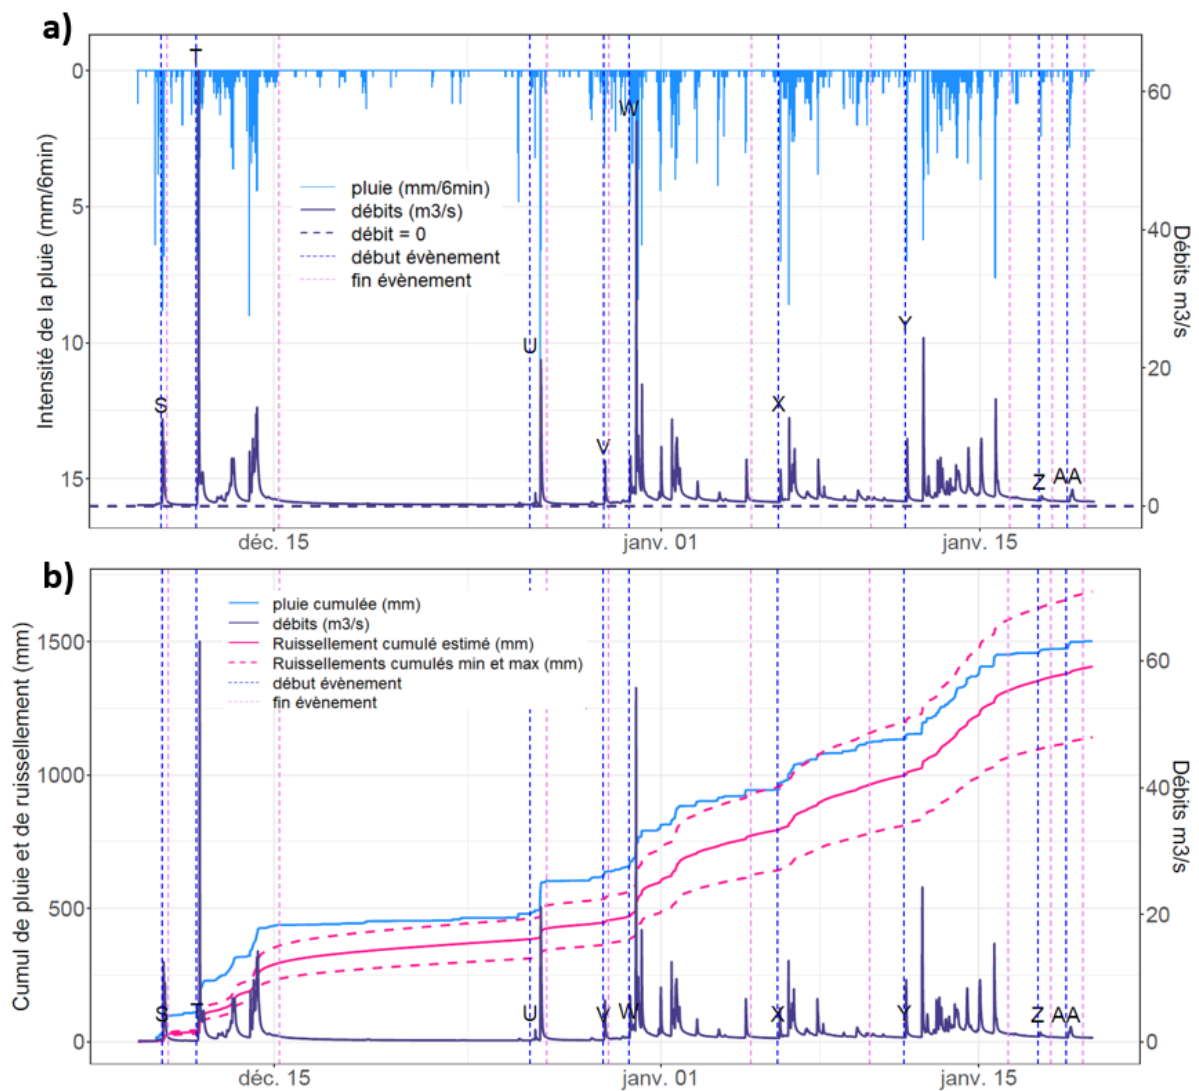 a)
T
0
60
W
pluie (mm/6min)
débits (m3/s)
débit = 0
début évènement
fin évènement
5
40
U
Y
10
20
S
X
V
15
Z
AA
0
Intensité de la pluie (mm/6min)
Débits m3/s
déc. 15
janv. 01
janv. 15
b)
pluie cumulée (mm)
débits (m3/s)
Ruissellement cumulé estimé (mm)
Ruissellements cumulés min et max (mm)
début évènement
fin évènement
1500
60
1000
40
500
20
S
T
U
V
W
X
Y
Z
AA
0
0
Cumul de pluie et de ruissellement (mm)
Débits m3/s
déc. 15
janv. 01
janv. 15